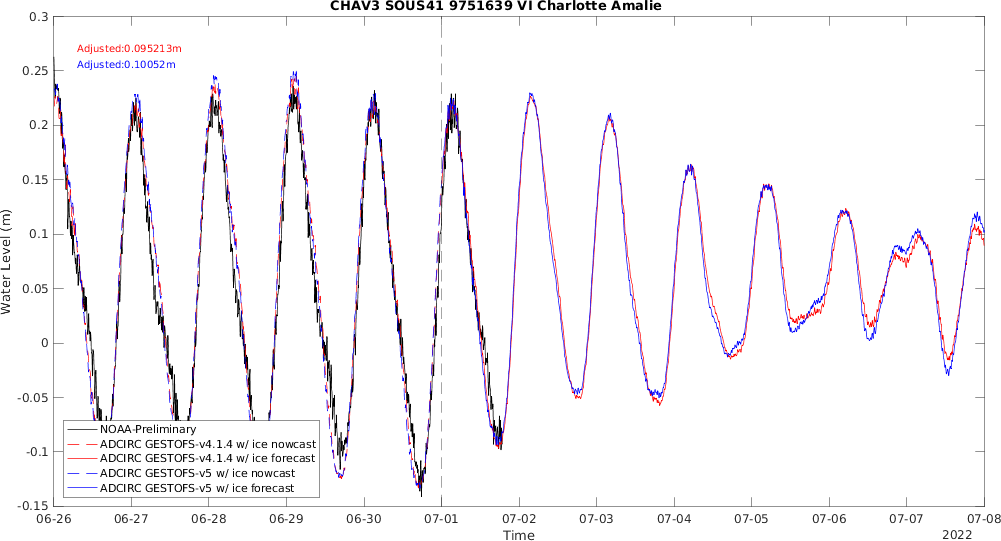 CHAV3 SOUS41 9751639 VI Charlotte Amalie
0.3
Adjusted:0.095213m
Adjusted:0.10052m
0.25
0.2
0.15
0.1
0.05
0
-0.05
-0.1
-0.15
Water Level (m)
NOAA-Preliminary
ADCIRC GESTOFS-v4.1.4 w/ ice nowcast
ADCIRC GESTOFS-v4.1.4 w/ ice forecast
ADCIRC GESTOFS-v5 w/ ice nowcast
ADCIRC GESTOFS-v5 w/ ice forecast
06-26 06-27 06-28 06-29 06-30 07-01 07-02 07-03 07-04 07-05 07-06 07-07 07-08
Time
2022